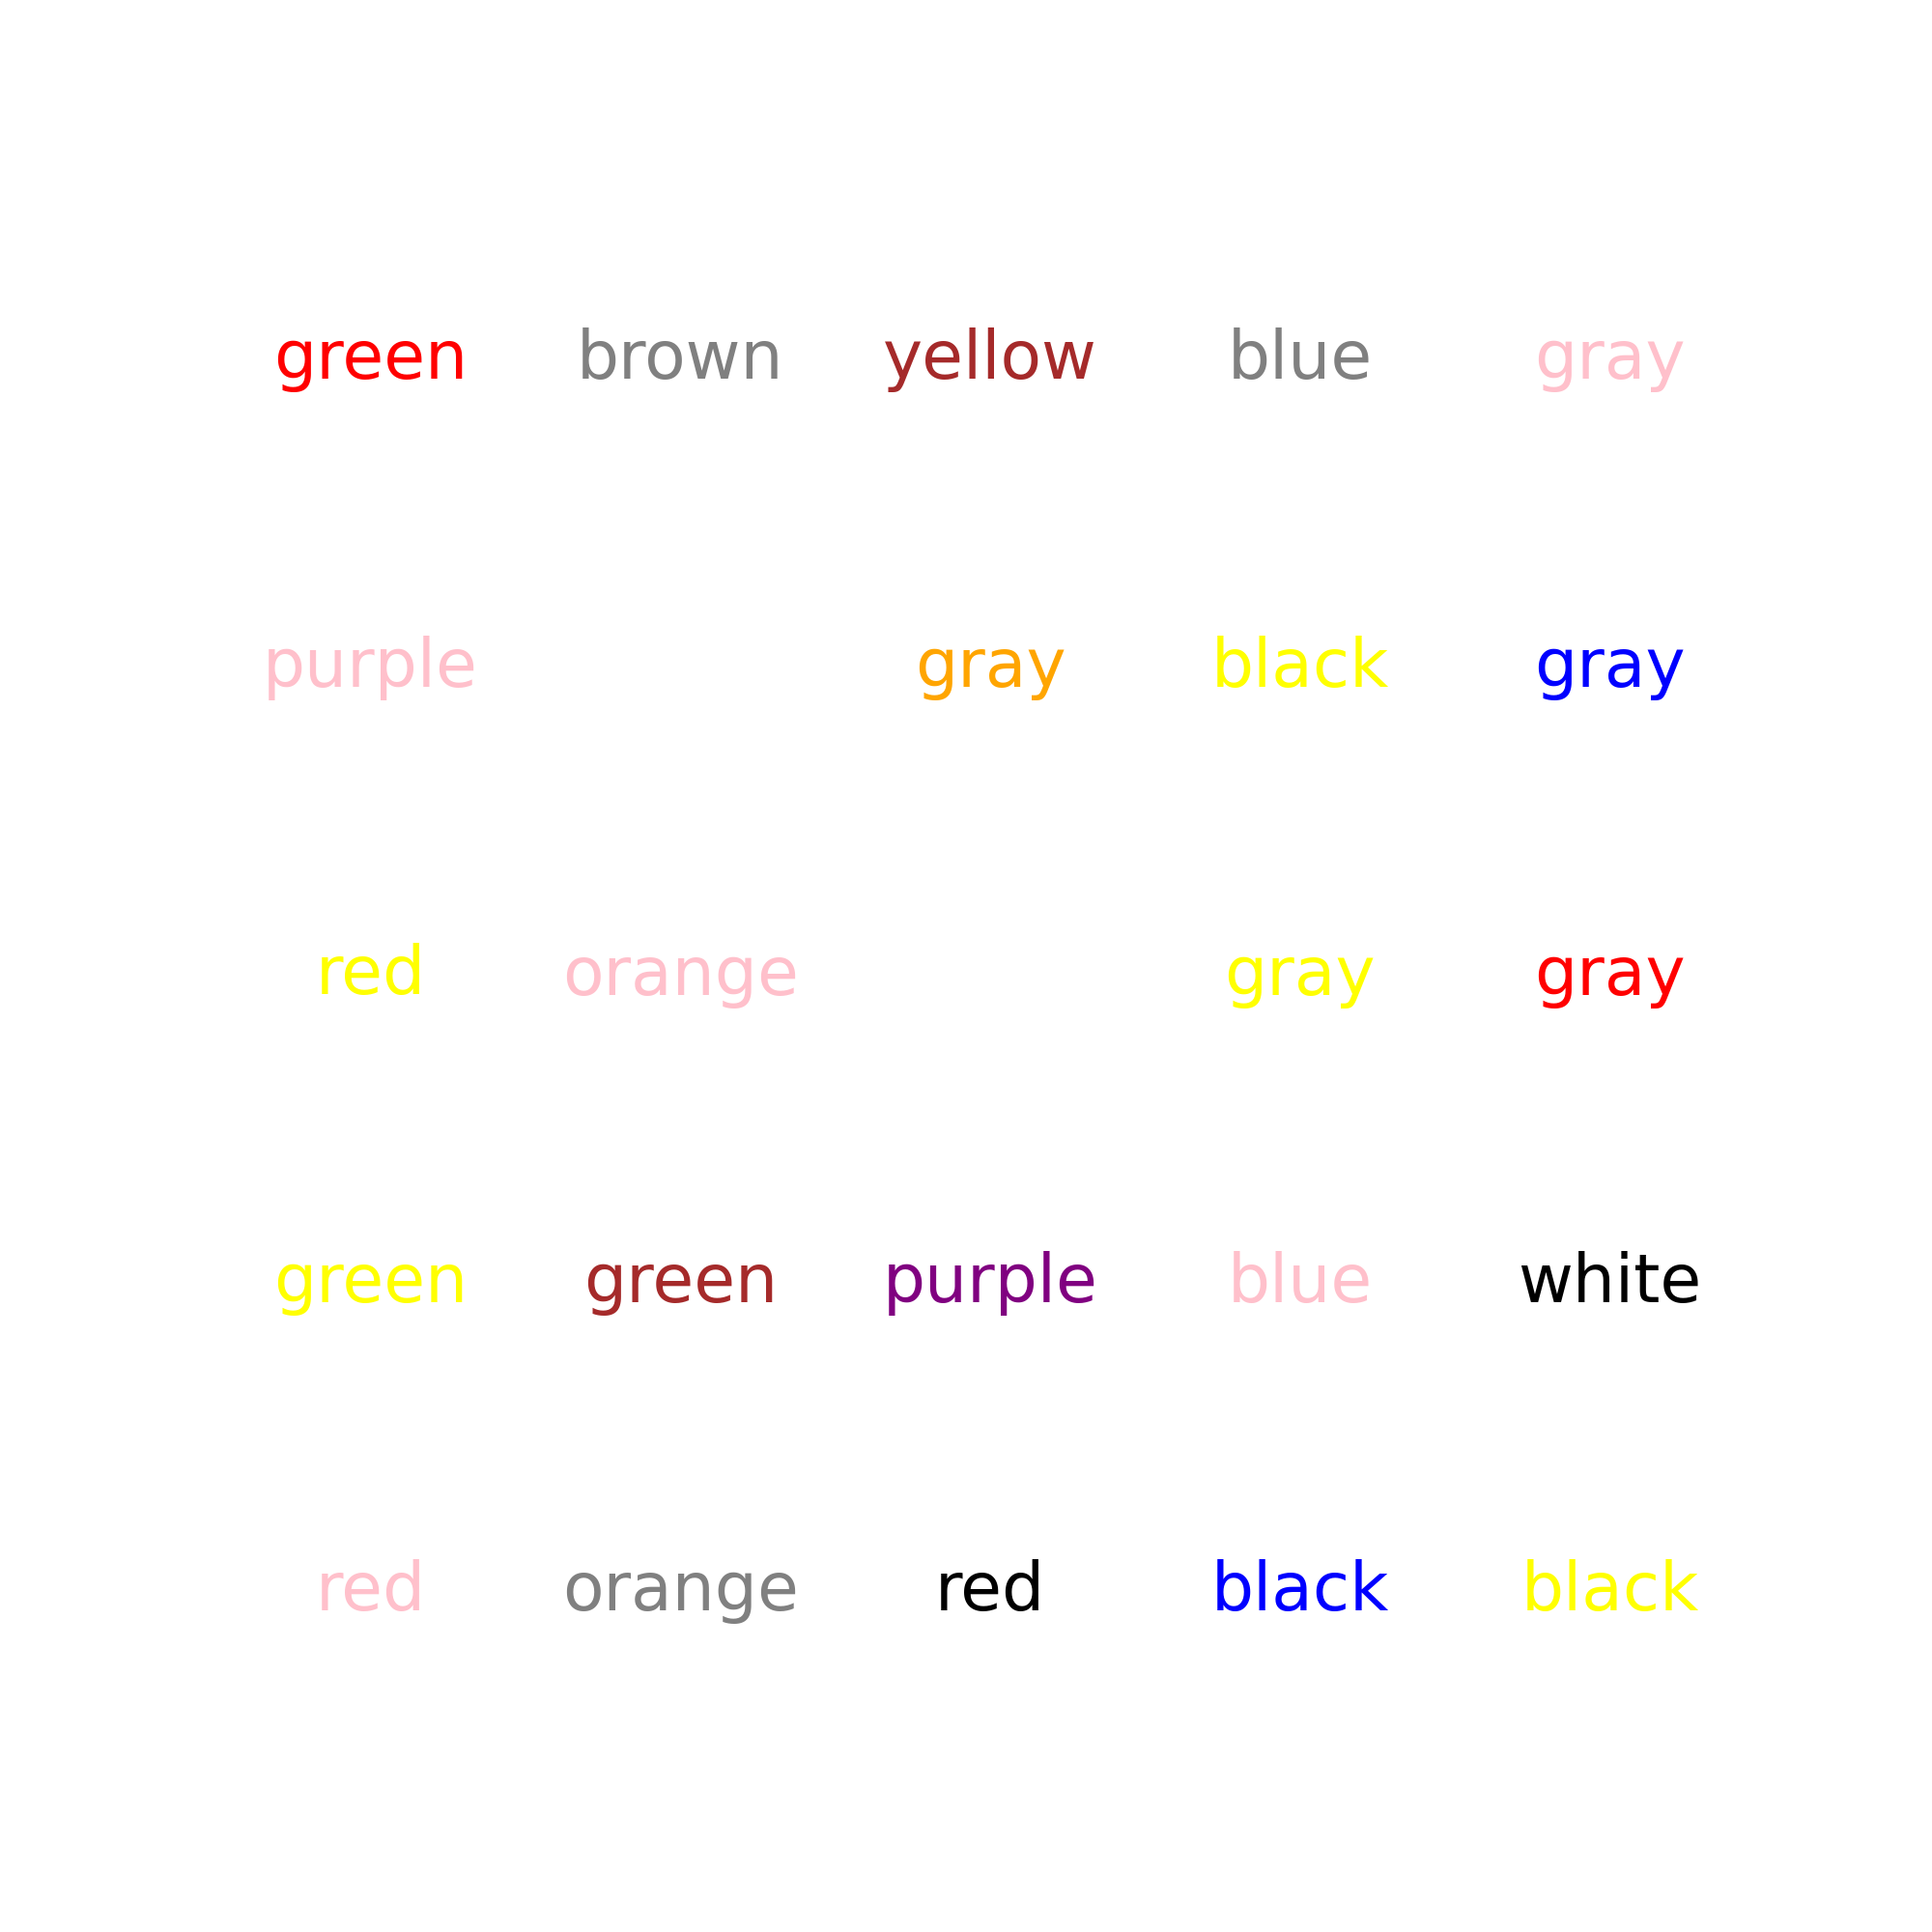 green brown yellow blue gray
purple gray black gray
red orange gray gray
green green purple blue white
red orange red black black